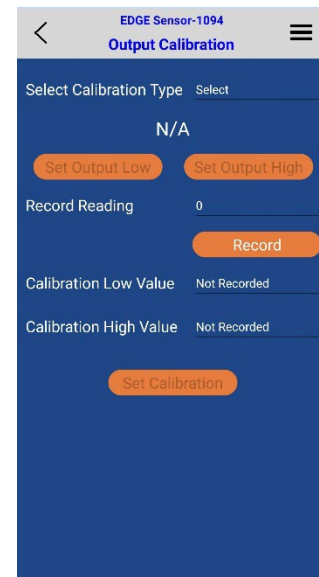 EDGE Sensor-1094
Output Calibration
Select Calibration Type Select
N/A
Set Output Low Set Output High
Record Reading 0
Record
Calibration Low Value Not Recorded
Calibration High Value Not Recorded
Set Calibration